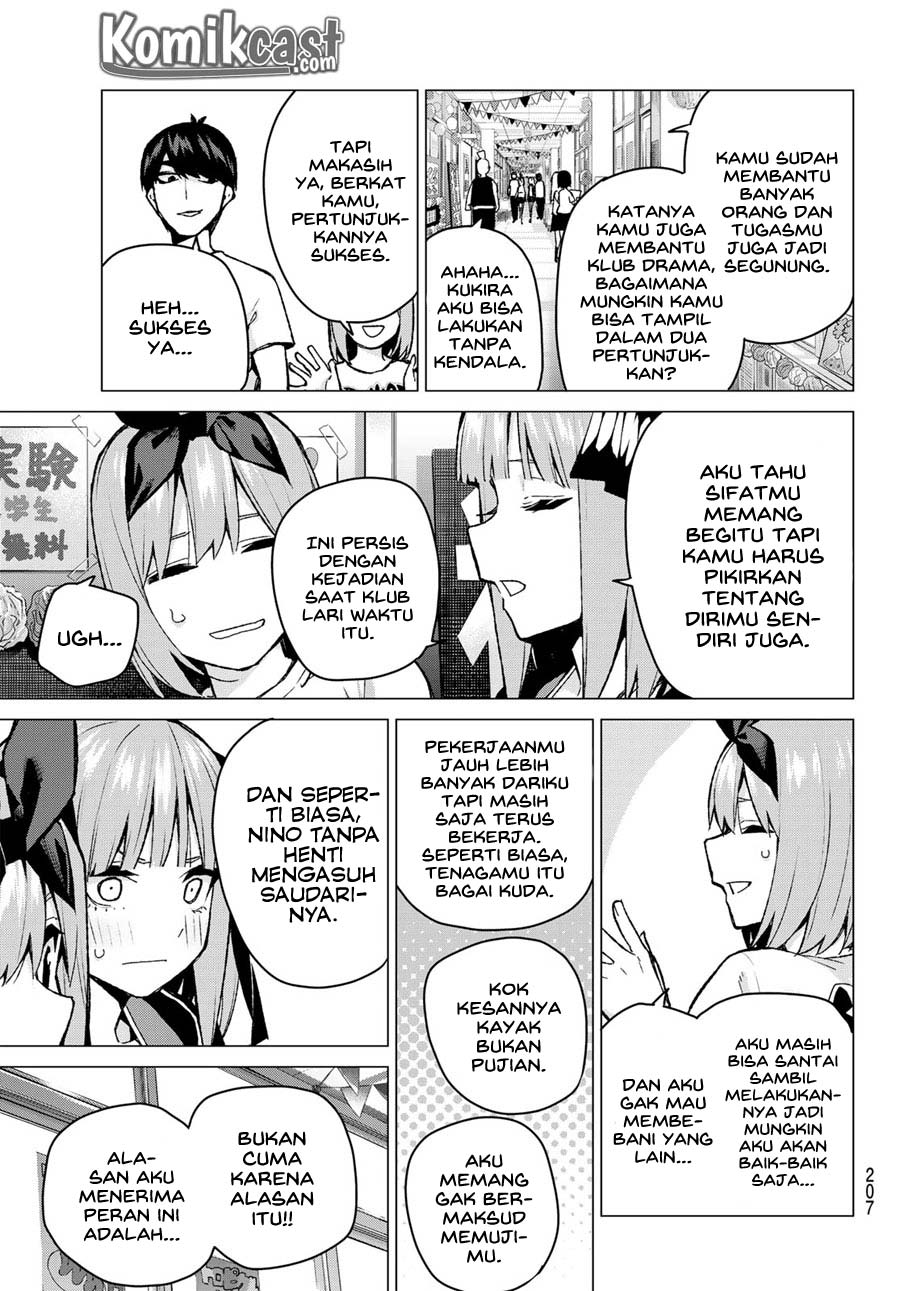 Komikcast
.com
KAMU SUDAH
MEMBANTU
BANYAK
ORANG DAN
TUGASMU
JUGA JADI
SEGUNUNG.
KATANYA
KAMU JUGA
MEMBANTU
KLUB DRAMA,
BAGAIMANA
MUNGKIN KAMU
BISA TAMPIL
DALAM DUA
PERTUNJUK-
KAN?
AHAHA...
KUKIRA
AKU BISA
LAKUKAN
TANPA
KENDALA.
TAPI
MAKASIH
YA, BERKAT
KAMU,
PERTUNJUK-
KANNYA
SUKSES.
HEH...
SUKSES
YA...
AKU TAHU
SIFATMU
MEMANG
BEGITU TAPI
KAMU HARUS
PIKIRKAN
TENTANG
DIRIMU SEN-
DIRI JUGA.
INI PERSIS
DENGAN
KEJADIAN
SAAT KLUB
LARI WAKTU
ITU.
UGH...
実験
学生
無料
AKU MASIH
BISA SANTAI
SAMBIL
MELAKUKAN-
NYA JADI
MUNGKIN
AKU AKAN
BAIK-BAIK
SAJA...
DAN AKU
GAK MAU
MEMBE-
BANI YANG
LAIN...
PEKERJAANMU
JAUH LEBIH
BANYAK DARIKU
TAPI MASIH
SAJA TERUS
BEKERJA.
SEPERTI BIASA,
TENAGAMU ITU
BAGAI KUDA.
KOK
KESANNYA
KAYAK
BUKAN
PUJIAN.
AKU
MEMANG
GAK BER-
MAKSUD
MEMUJI-
MU.
DAN SEPER-
TI BIASA,
NINO TANPA
HENTI
MENGASUH
SAUDARI-
NYA.
BUKAN
CUMA
KARENA
ALASAN
ITU!!
ALA-
SAN AKU
MENERIMA
PERAN INI
ADALAH...
207